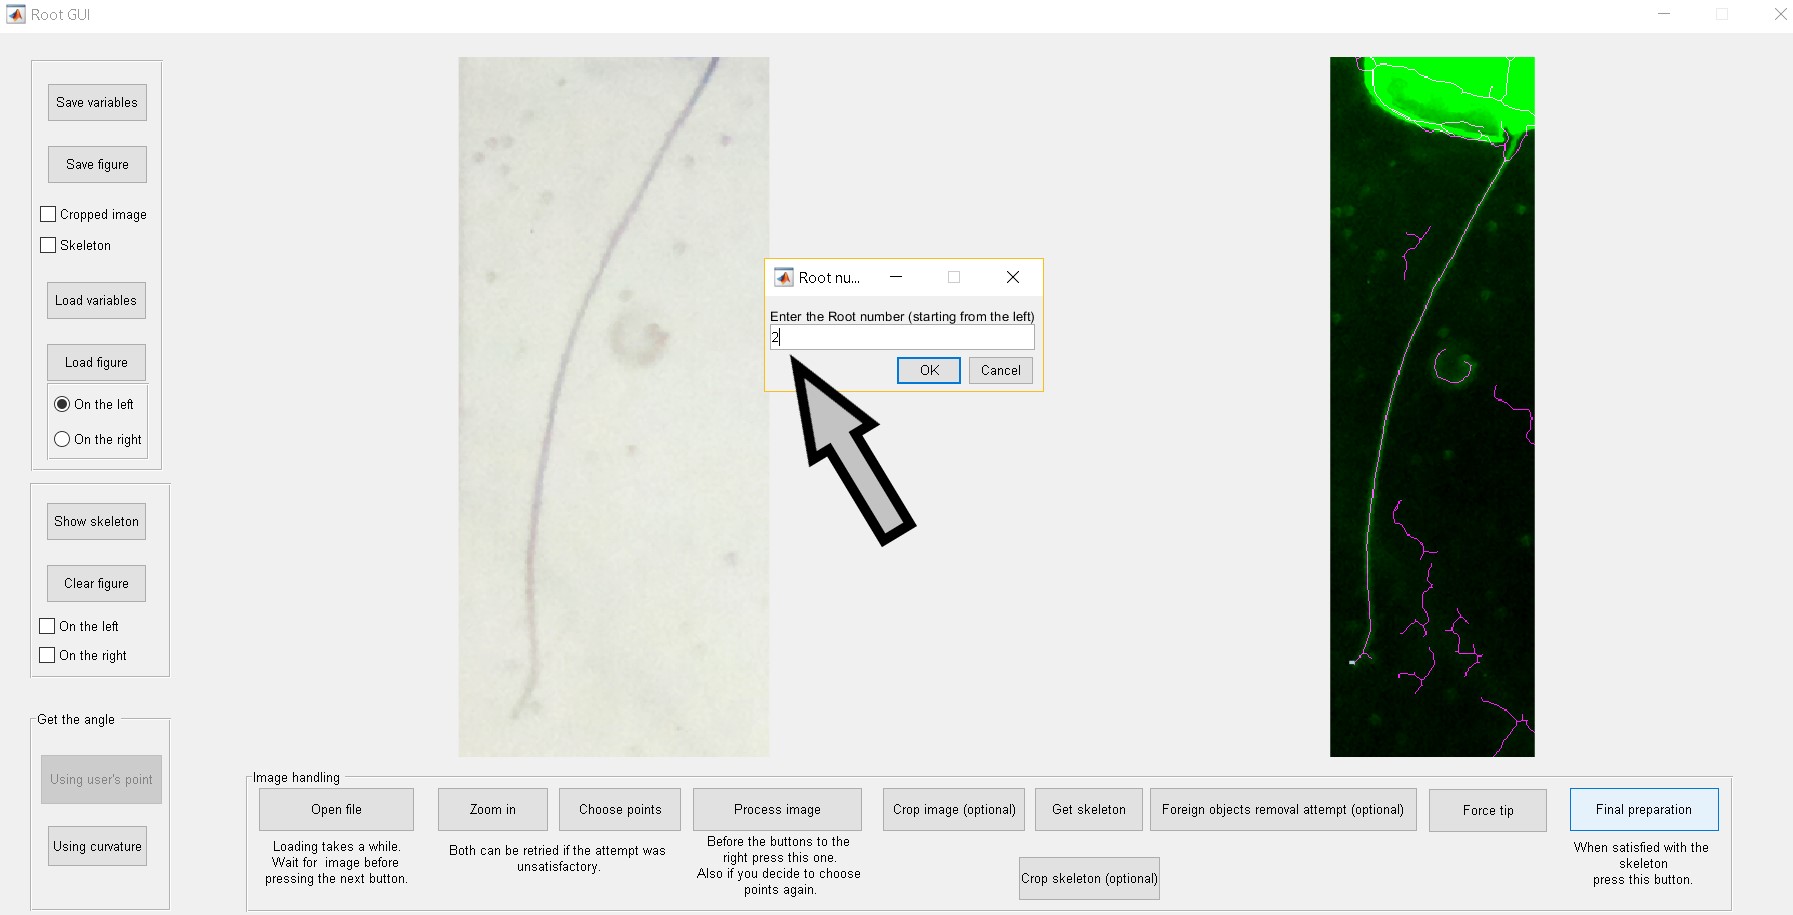 Root GUI
Save variables
Save figure
Cropped image
Skeleton
Load variables
Load figure
On the left
On the right
Show skeleton
Clear figure
On the left
On the right
Get the angle
Using user's point
Using curvature
Root nu...
Enter the Root number (starting from the left)
2
OK
Cancel
Image handling
Open file
Loading takes a while.
Wait for image before
pressing the next button.
Zoom in
Choose points
Both can be retried if the attempt was
unsatisfactory.
Process image
Before the buttons to the
right press this one.
Also if you decide to choose
points again.
Crop image (optional)
Get skeleton
Foreign objects removal attempt (optional)
Crop skeleton (optional)
Force tip
Final preparation
When satisfied with the
skeleton
press this button.